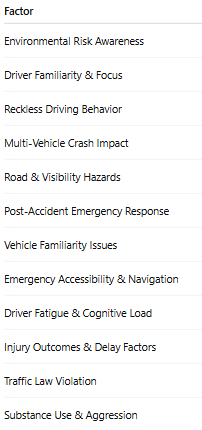 Factor
Environmental Risk Awareness
Driver Familiarity & Focus
Reckless Driving Behavior
Multi-Vehicle Crash Impact
Road & Visibility Hazards
Post-Accident Emergency Response
Vehicle Familiarity Issues
Emergency Accessibility & Navigation
Driver Fatigue & Cognitive Load
Injury Outcomes & Delay Factors
Traffic Law Violation
Substance Use & Aggression